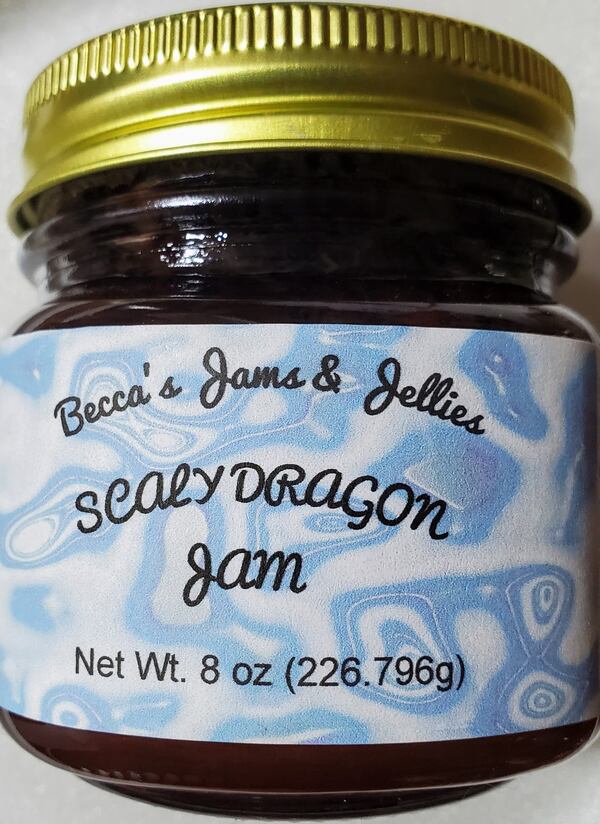 Becca's Jams & Jellies
SCALY DRAGON
Jam
Net Wt. 8 oz (226.796g)